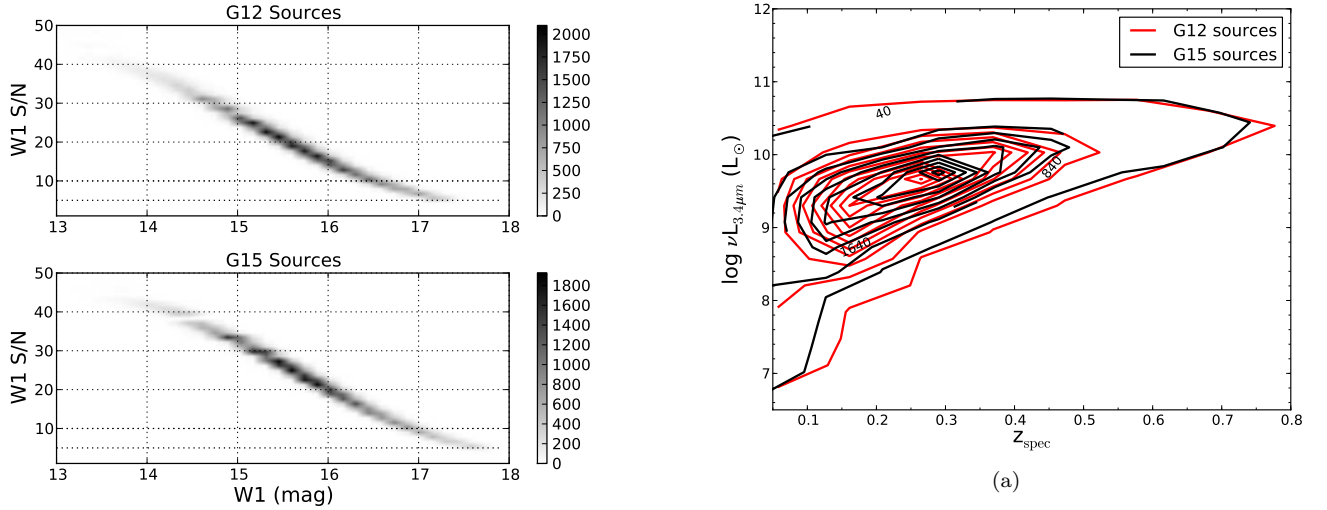 G12 Sources
50
40
30
20
10
W1 S/N
13 14 15 16 17 18
2000
1750
1500
1250
1000
750
500
250
0
G15 Sources
50
40
30
20
10
W1 S/N
13 14 15 16 17 18
W1 (mag)
1800
1600
1400
1200
1000
800
600
400
200
0
12
11
10
9
8
7
log νL3.4μm (L⊙)
G12 sources
G15 sources
40
840
1640
0.1 0.2 0.3 0.4 0.5 0.6 0.7 0.8
zspec
(a)